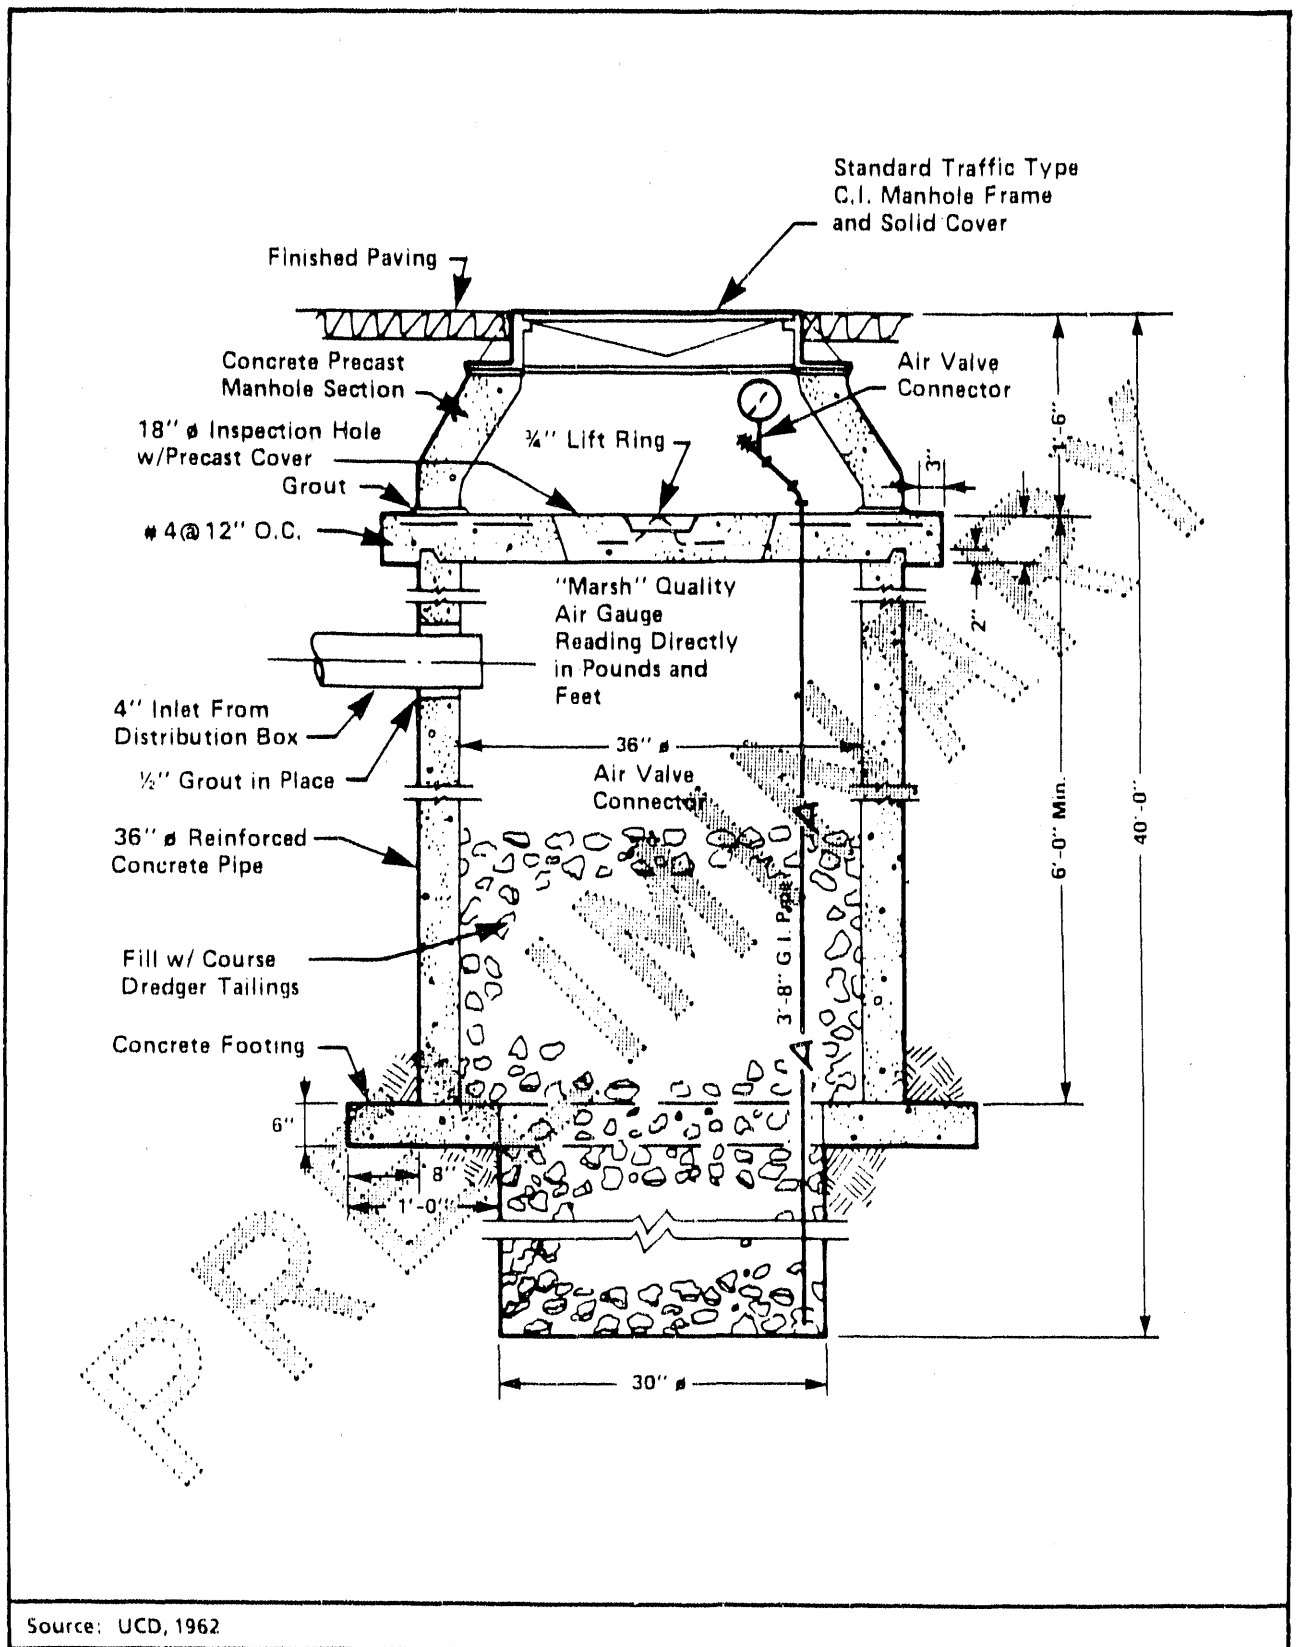 Standard Traffic Type
C.I. Manhole Frame
and Solid Cover
Finished Paving
Concrete Precast
Manhole Section
Air Valve
Connector
18" ø Inspection Hole
w/Precast Cover
¾" Lift Ring
Grout
#4@12" O.C.
1'-6"
3"
"Marsh" Quality
Air Gauge
Reading Directly
in Pounds and
Feet
2"
4" Inlet From
Distribution Box
½" Grout in Place
36" ø
Air Valve
Connector
36" ø Reinforced
Concrete Pipe
6'-0" Min.
40'-0"
3'-8" G.I. Pipe
Fill w/ Course
Dredger Tailings
Concrete Footing
6"
8"
1'-0"
30" ø
PRELIMINARY
Source: UCD, 1962